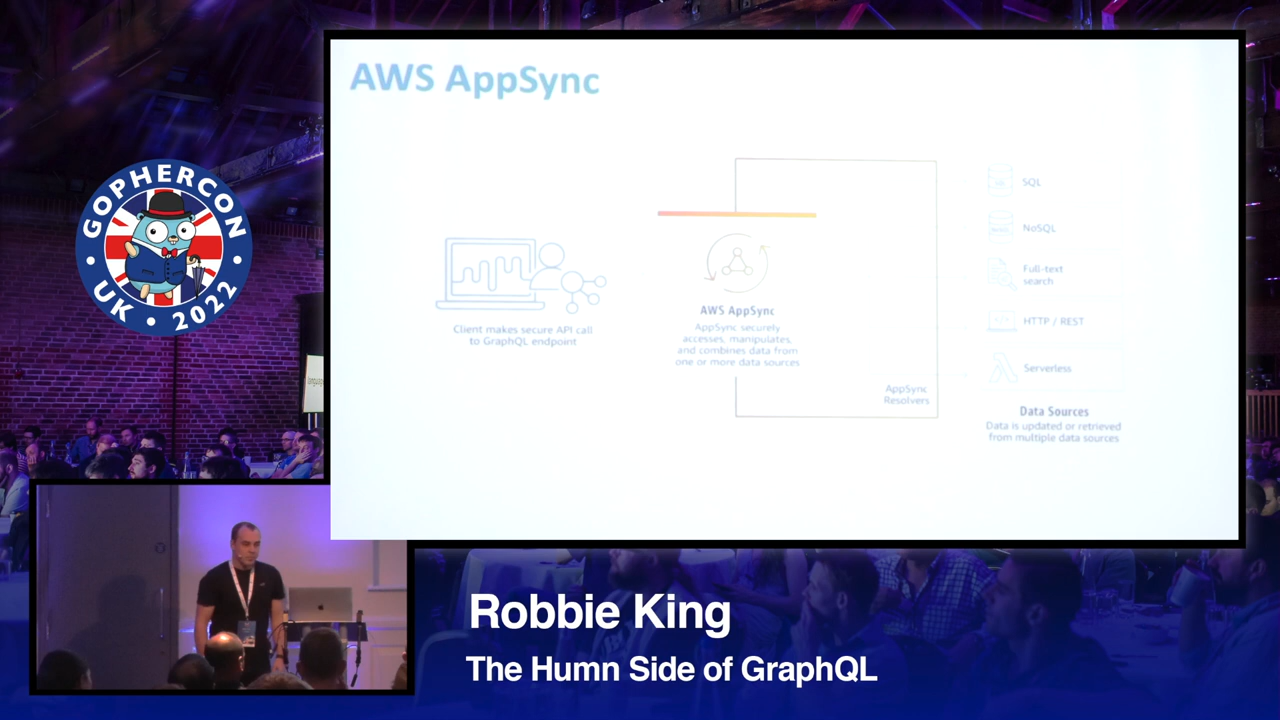 AWS AppSync
GOPHERCON
UK • 2022
SQL
NoSQL
Full-text
search
HTTP / REST
Serverless
Client makes secure API call
to GraphQL endpoint
AWS AppSync
AppSync securely
accesses, manipulates,
and combines data from
one or more data sources
AppSync
Resolvers
Data Sources
Data is updated or retrieved
from multiple data sources
Robbie King
The Humn Side of GraphQL